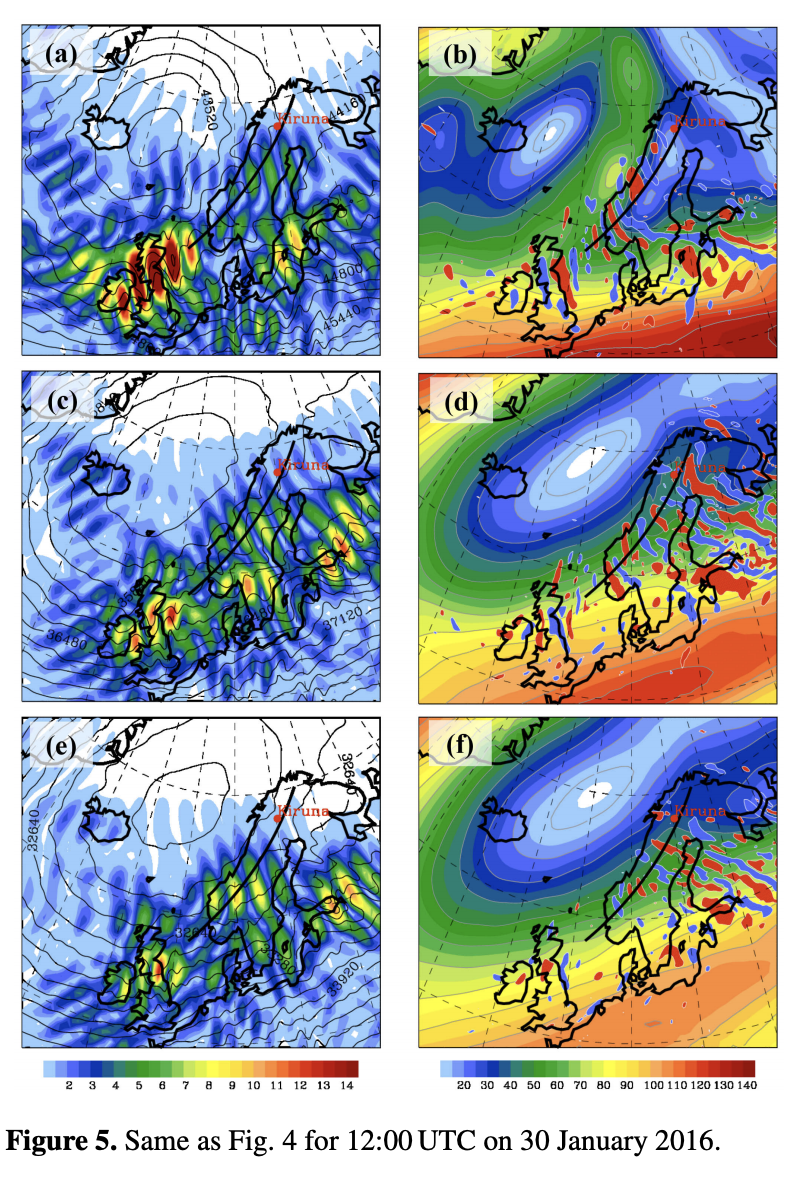 (a)
43520
4416
Kiruna
44800
45440
(b)
Kiruna
(c)
Kiruna
36480
37120
(d)
Kiruna
(e)
32640
32640
Kiruna
32640
33920
(f)
Kiruna
2 3 4 5 6 7 8 9 10 11 12 13 14
20 30 40 50 60 70 80 90 100 110 120 130 140
Figure 5. Same as Fig. 4 for 12:00 UTC on 30 January 2016.